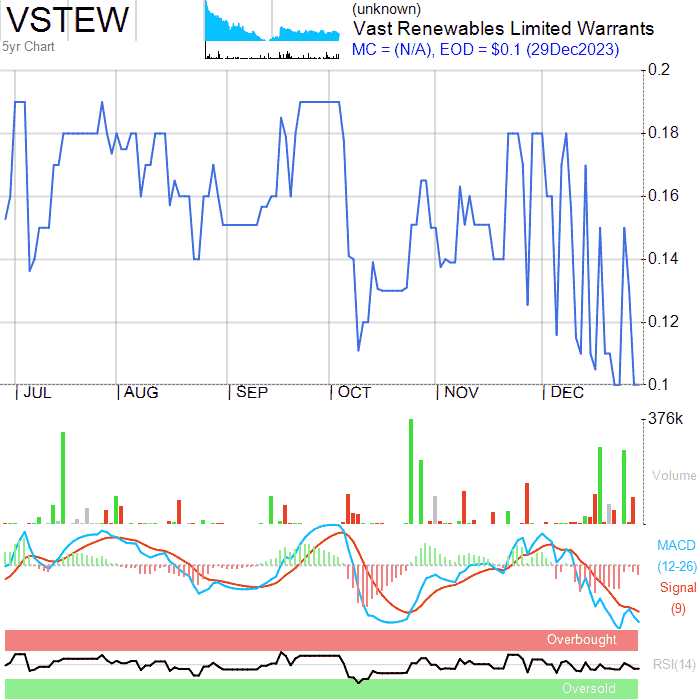 VSTEW
5yr Chart
(unknown)
Vast Renewables Limited Warrants
MC = (N/A), EOD = $0.1 (29Dec2023)
0.2
0.18
0.16
0.14
0.12
0.1
JUL AUG SEP OCT NOV DEC
376k
Volume
MACD
(12-26)
Signal
(9)
Overbought
RSI(14)
Oversold